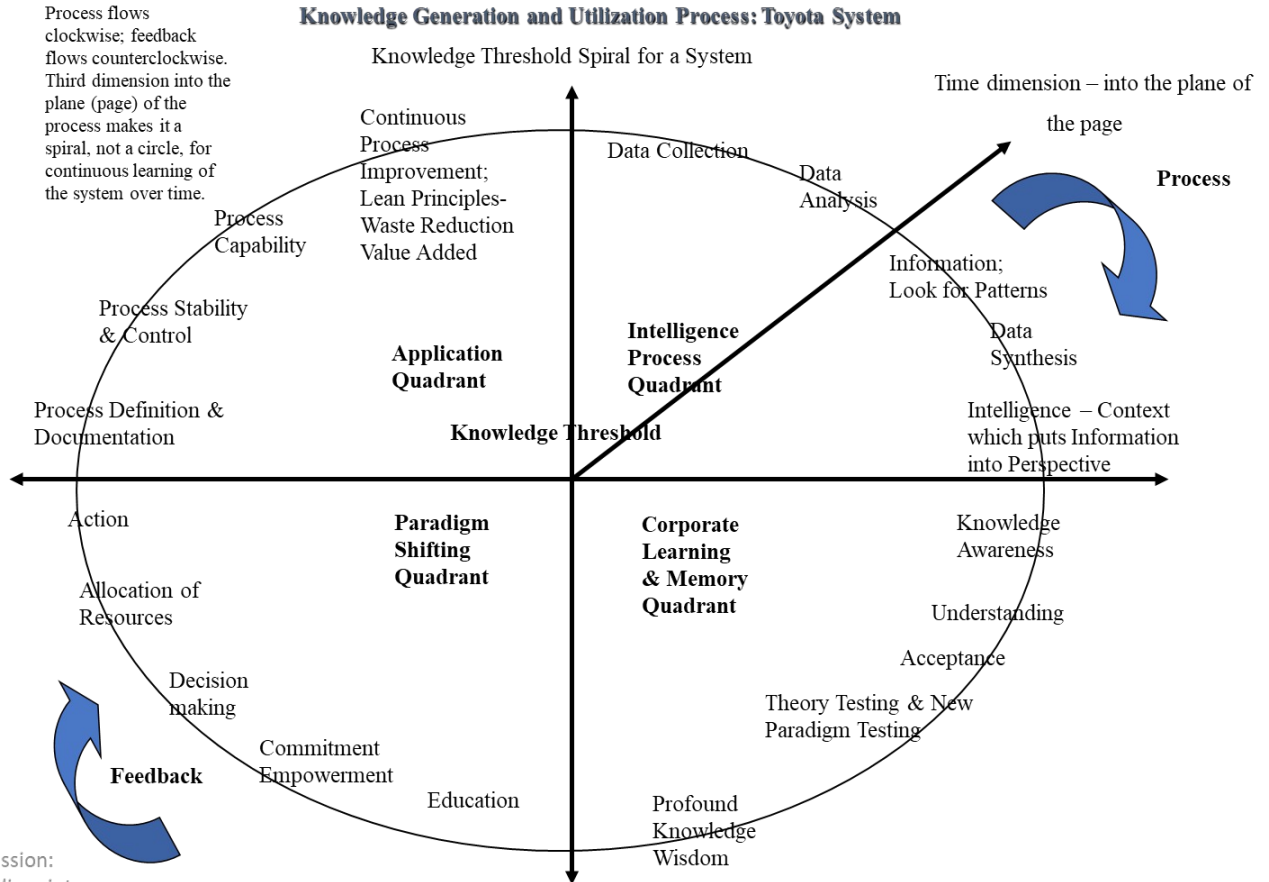 Knowledge Generation and Utilization Process: Toyota System
Process flows
clockwise; feedback
flows counterclockwise.
Third dimension into the
plane (page) of the
process makes it a
spiral, not a circle, for
continuous learning of
the system over time.
Knowledge Threshold Spiral for a System
Time dimension – into the plane of
the page
Process
Continuous
Process
Improvement;
Lean Principles-
Waste Reduction
Value Added
Data Collection
Data
Analysis
Process
Capability
Information;
Look for Patterns
Process Stability
& Control
Data
Synthesis
Application
Quadrant
Intelligence
Process
Quadrant
Process Definition &
Documentation
Knowledge Threshold
Intelligence – Context
which puts Information
into Perspective
Action
Paradigm
Shifting
Quadrant
Corporate
Learning
& Memory
Quadrant
Knowledge
Awareness
Allocation of
Resources
Understanding
Acceptance
Decision
making
Theory Testing & New
Paradigm Testing
Commitment
Empowerment
Feedback
Education
Profound
Knowledge
Wisdom
ssion: